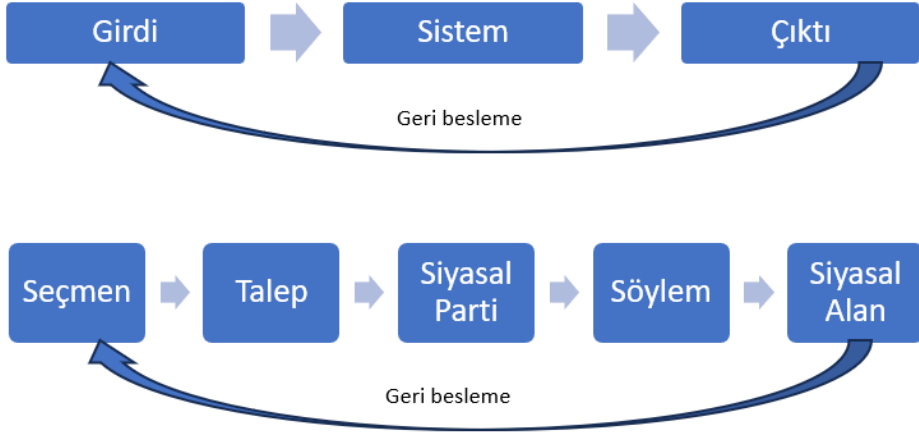 Girdi
Sistem
Çıktı
Geri besleme
Seçmen
Talep
Siyasal
Parti
Söylem
Siyasal
Alan
Geri besleme